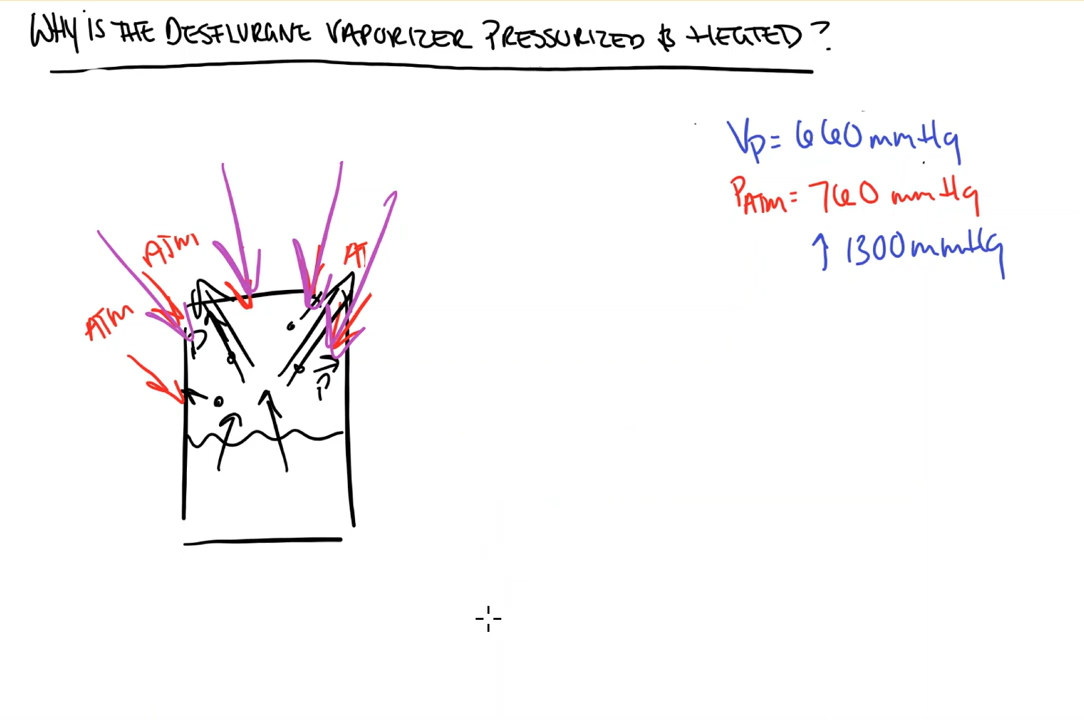 WHY IS THE DESFLURANE VAPORIZER PRESSURIZED & HEATED?
Vp = 660 mmHg
PATM = 760 mmHg
↑ 1300 mmHg
ATM
AT
ATM
P
P